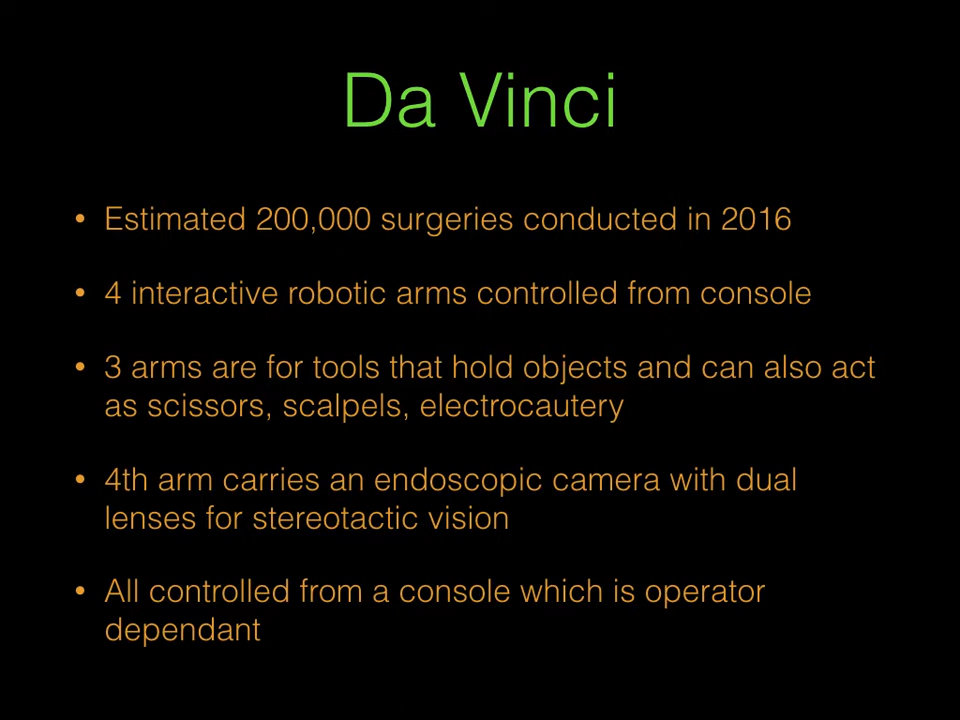 Da Vinci
• Estimated 200,000 surgeries conducted in 2016
• 4 interactive robotic arms controlled from console
• 3 arms are for tools that hold objects and can also act
as scissors, scalpels, electrocautery
• 4th arm carries an endoscopic camera with dual
lenses for stereotactic vision
• All controlled from a console which is operator
dependant